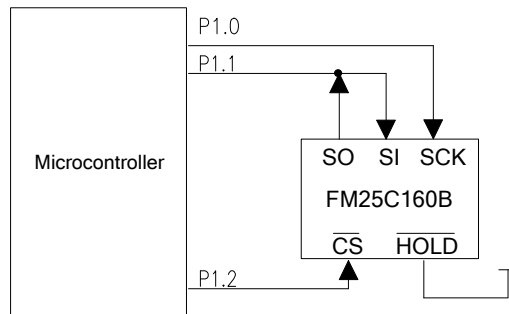 P1.0
P1.1
Microcontroller
SO SI SCK
FM25C160B
CS HOLD
P1.2